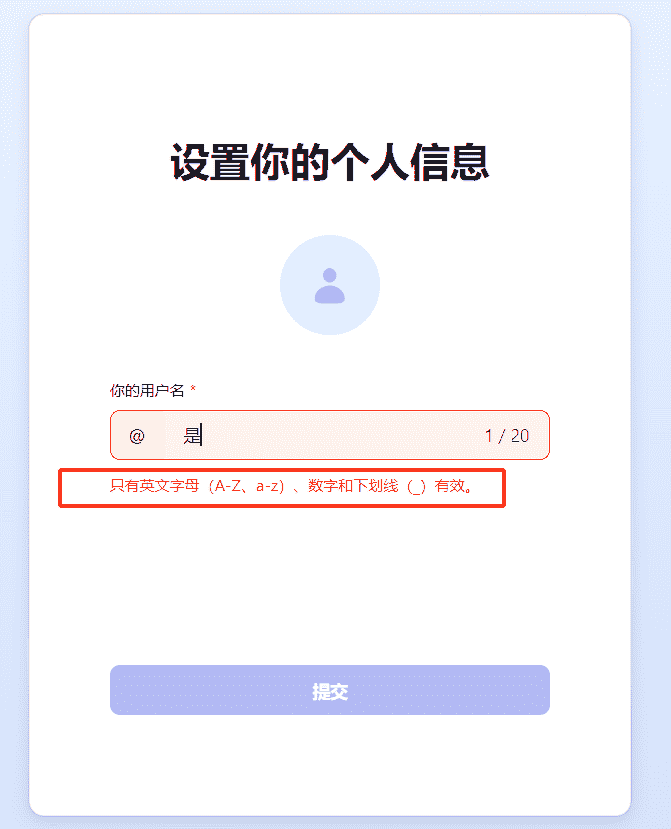 设置你的个人信息
你的用户名 *
@ 是 1 / 20
只有英文字母（A-Z、a-z）、数字和下划线（_）有效。
提交